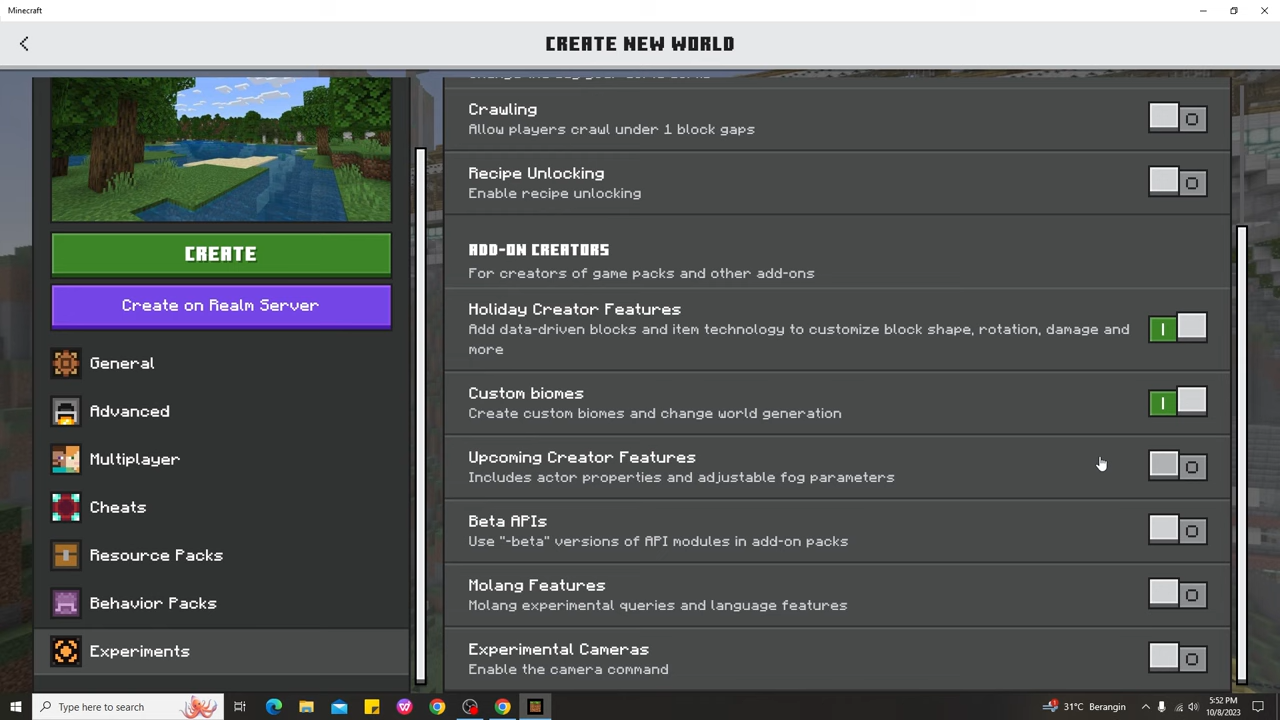 Minecraft
CREATE NEW WORLD
CREATE
Create on Realm Server
General
Advanced
Multiplayer
Cheats
Resource Packs
Behavior Packs
Experiments
Crawling
Allow players crawl under 1 block gaps
Recipe Unlocking
Enable recipe unlocking
ADD-ON CREATORS
For creators of game packs and other add-ons
Holiday Creator Features
Add data-driven blocks and item technology to customize block shape, rotation, damage and
more
Custom biomes
Create custom biomes and change world generation
Upcoming Creator Features
Includes actor properties and adjustable fog parameters
Beta APIs
Use "-beta" versions of API modules in add-on packs
Molang Features
Molang experimental queries and language features
Experimental Cameras
Enable the camera command
Type here to search
31°C Berangin
5:52 PM
10/8/2023